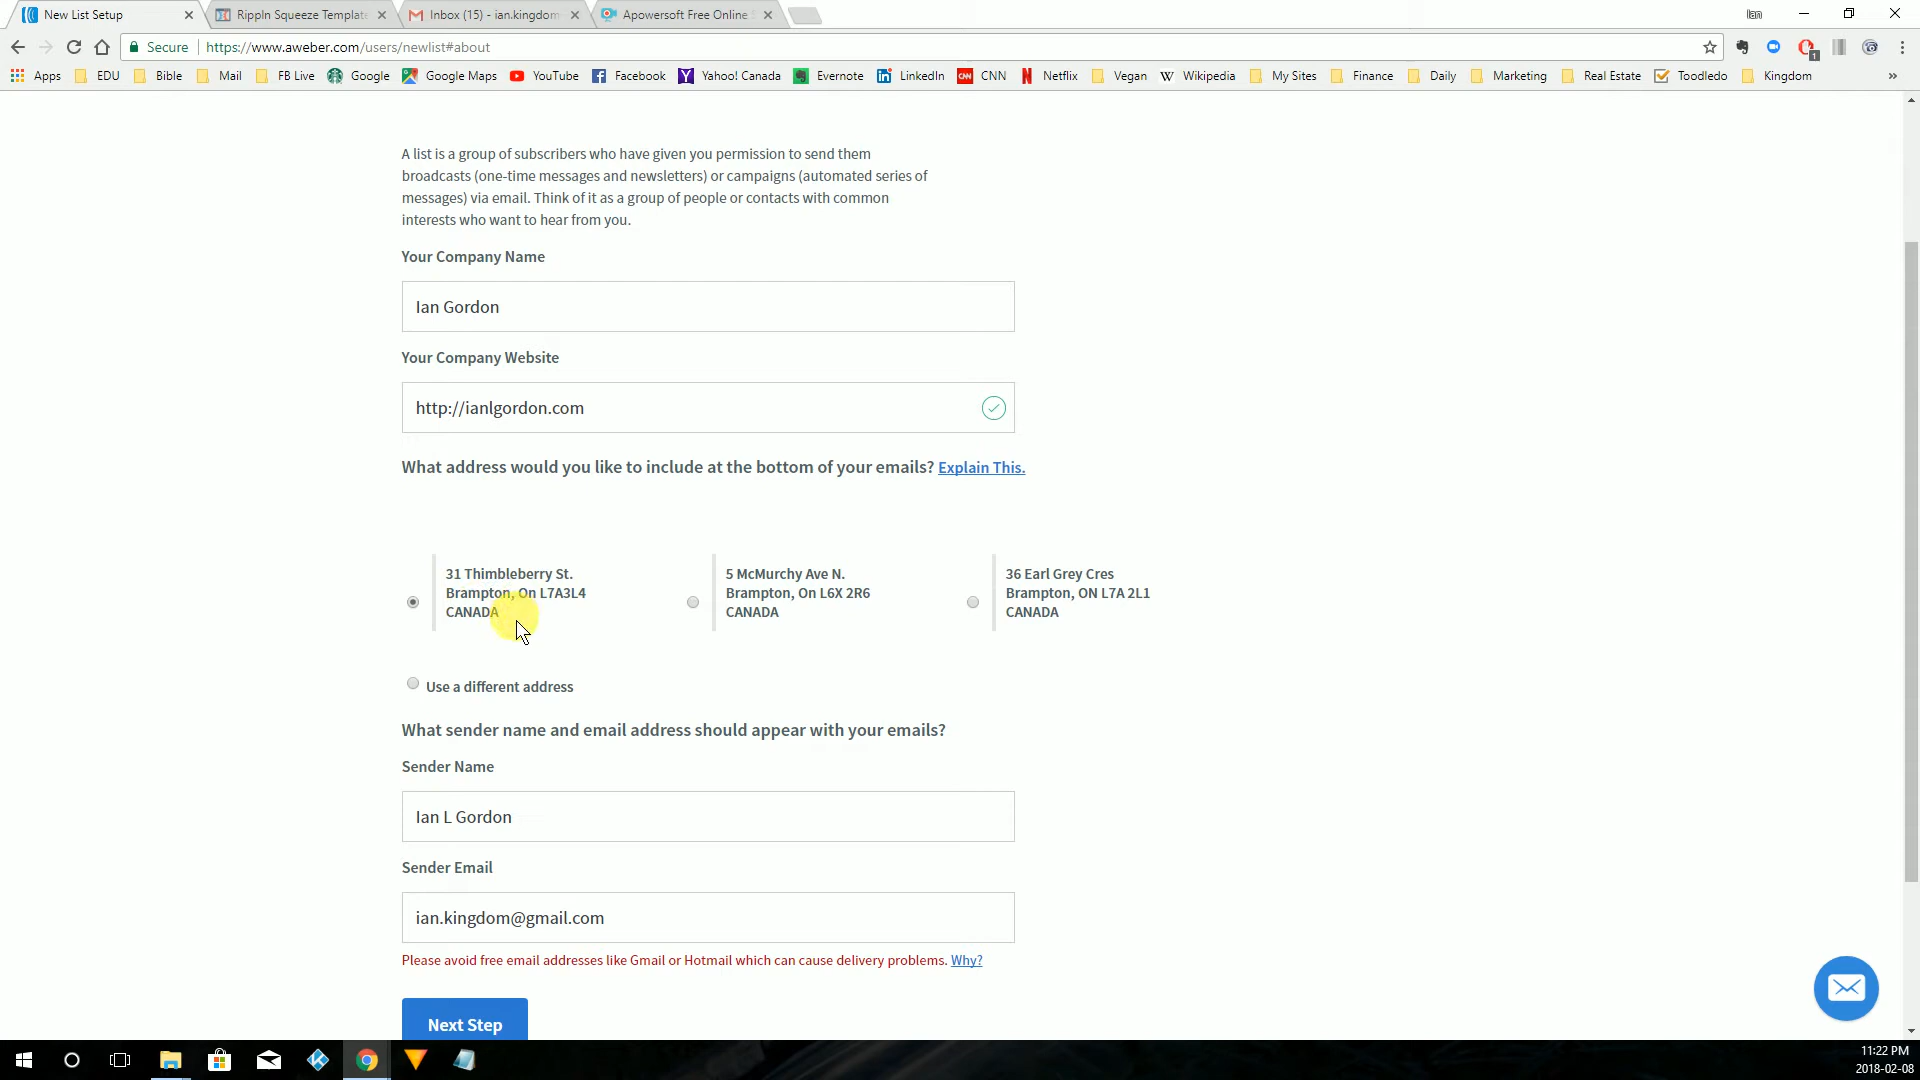 New List Setup
Rippln Squeeze Template
Inbox (15) - ian.kingdom
Apowersoft Free Online
Ian
Secure
https://www.aweber.com/users/newlist#about
Apps
EDU
Bible
Mail
FB Live
Google
Google Maps
YouTube
Facebook
Yahoo! Canada
Evernote
LinkedIn
CNN
Netflix
Vegan
Wikipedia
My Sites
Finance
Daily
Marketing
Real Estate
Toodledo
Kingdom
A list is a group of subscribers who have given you permission to send them
broadcasts (one-time messages and newsletters) or campaigns (automated series of
messages) via email. Think of it as a group of people or contacts with common
interests who want to hear from you.
Your Company Name
Ian Gordon
Your Company Website
http://ianlgordon.com
What address would you like to include at the bottom of your emails? Explain This.
31 Thimbleberry St.
Brampton, On L7A3L4
CANADA
5 McMurchy Ave N.
Brampton, On L6X 2R6
CANADA
36 Earl Grey Cres
Brampton, ON L7A 2L1
CANADA
Use a different address
What sender name and email address should appear with your emails?
Sender Name
Ian L Gordon
Sender Email
ian.kingdom@gmail.com
Please avoid free email addresses like Gmail or Hotmail which can cause delivery problems. Why?
Next Step
11:22 PM
2018-02-08